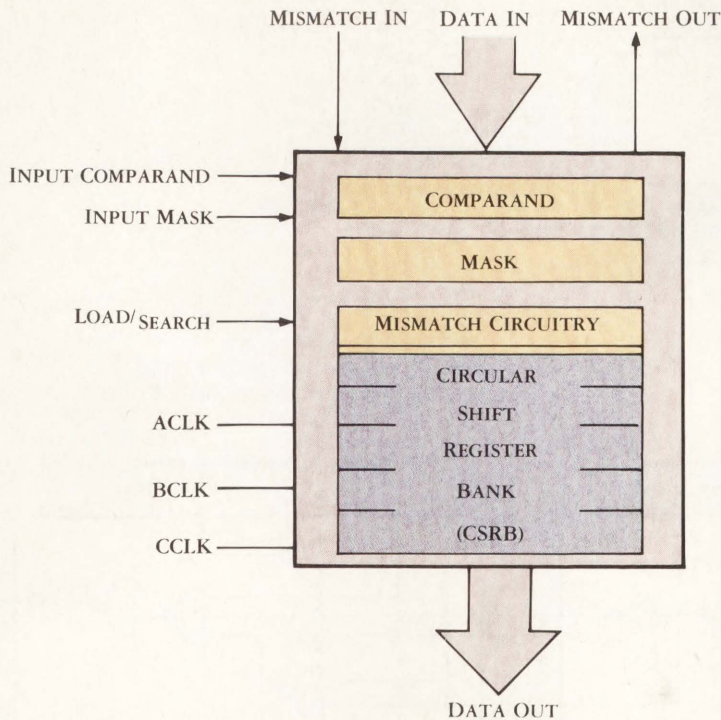 MISMATCH IN DATA IN MISMATCH OUT
INPUT COMPARAND
COMPARAND
INPUT MASK
MASK
LOAD/SEARCH
MISMATCH CIRCUITRY
CIRCULAR
SHIFT
ACLK
REGISTER
BCLK
BANK
CCLK
(CSRB)
DATA OUT